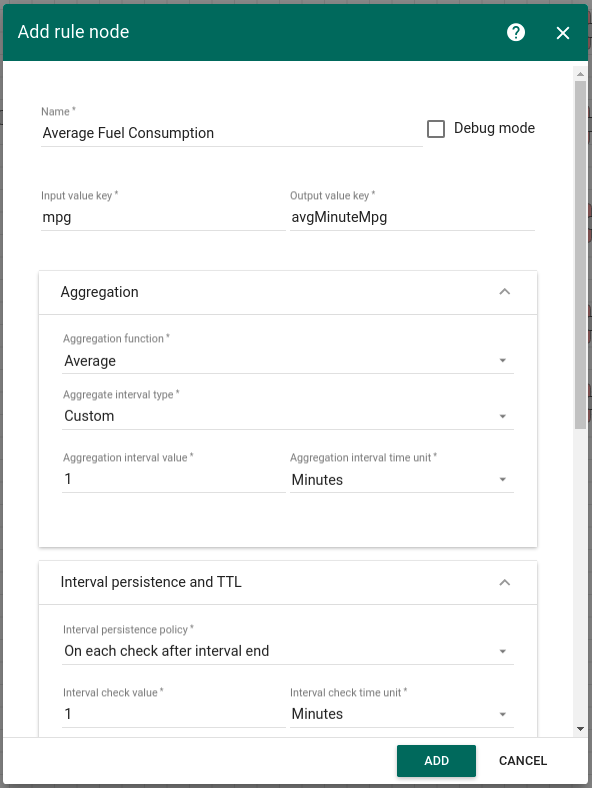 Add rule node
Name *
Average Fuel Consumption
Debug mode
Input value key *
Output value key *
mpg
avgMinuteMpg
Aggregation
Aggregation function *
Average
Aggregate interval type *
Custom
Aggregation interval value *
Aggregation interval time unit *
1
Minutes
Interval persistence and TTL
Interval persistence policy *
On each check after interval end
Interval check value *
Interval check time unit *
1
Minutes
ADD
CANCEL